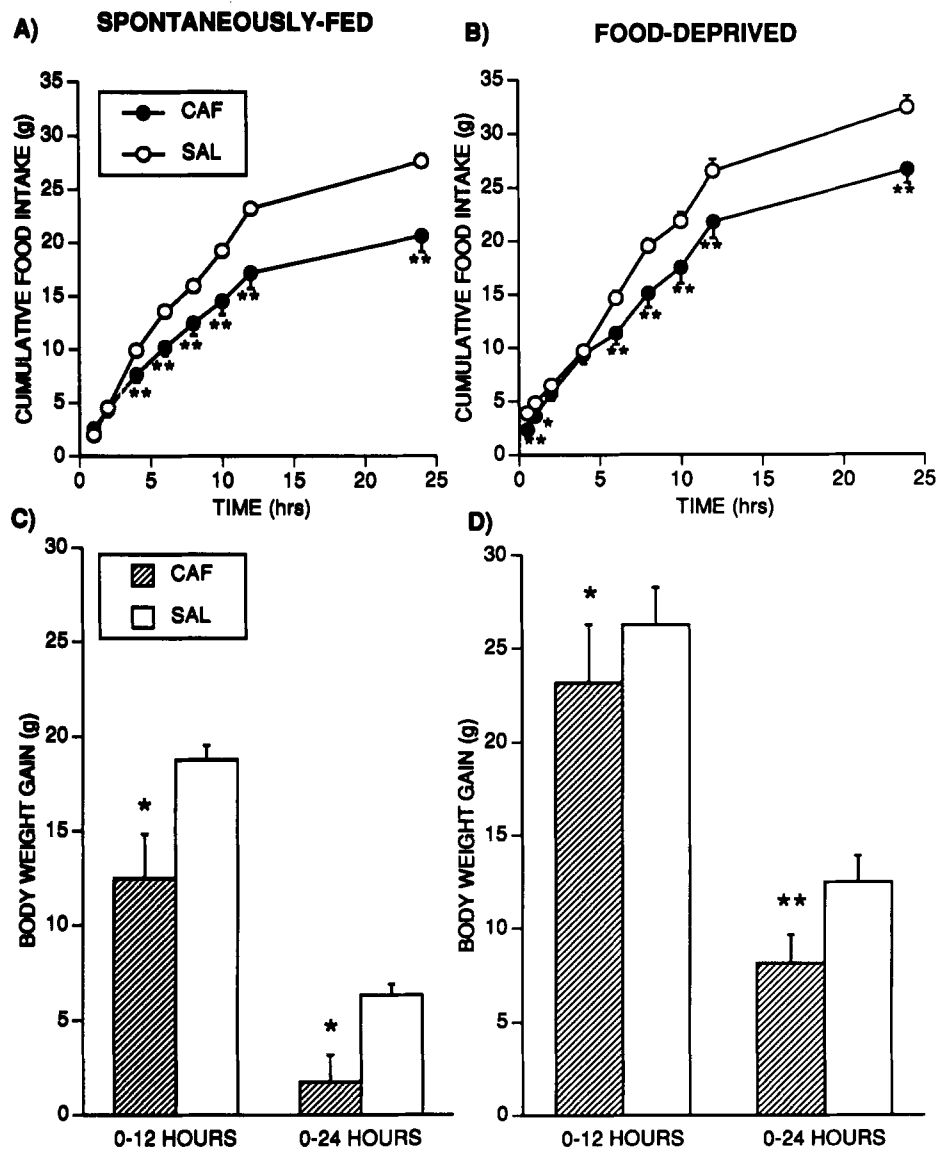 A) SPONTANEOUSLY-FED
CUMULATIVE FOOD INTAKE (g)
35
30
25
20
15
10
5
0
CAF
SAL
**
**
**
**
**
**
0 5 10 15 20 25
TIME (hrs)
B) FOOD-DEPRIVED
CUMULATIVE FOOD INTAKE (g)
35
30
25
20
15
10
5
0
**
*
**
**
**
**
**
0 5 10 15 20 25
TIME (hrs)
C)
BODY WEIGHT GAIN (g)
30
25
20
15
10
5
0
CAF
SAL
*
*
0-12 HOURS 0-24 HOURS
D)
BODY WEIGHT GAIN (g)
30
25
20
15
10
5
0
*
**
0-12 HOURS 0-24 HOURS